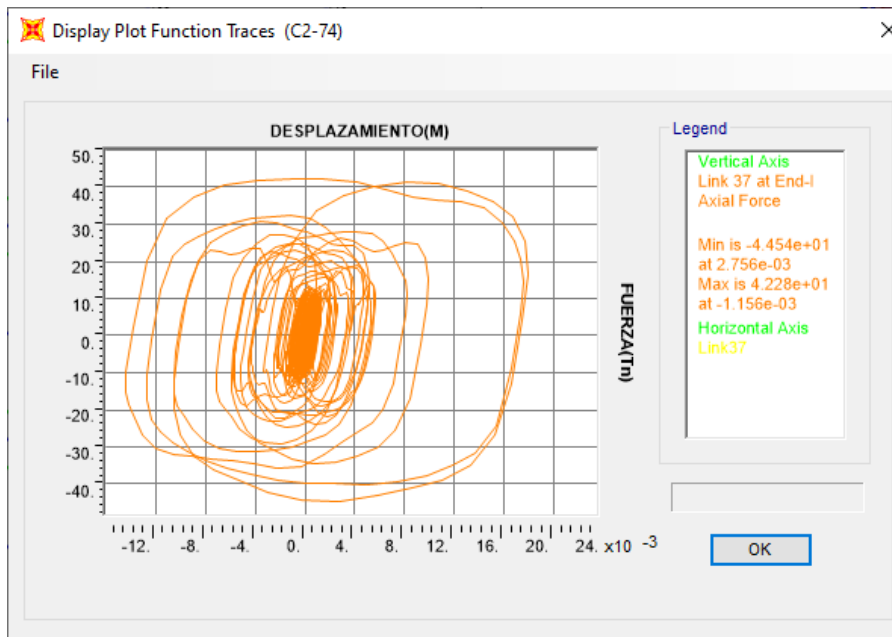 Display Plot Function Traces (C2-74)
File
DESPLAZAMIENTO(M)
50.
40.
30.
20.
10.
0.
-10.
-20.
-30.
-40.
-12. -8. -4. 0. 4. 8. 12. 16. 20. 24. x10 -3
FUERZA(Tn)
Legend
Vertical Axis
Link 37 at End-I
Axial Force
Min is -4.454e+01
at 2.756e-03
Max is 4.228e+01
at -1.156e-03
Horizontal Axis
Link37
OK